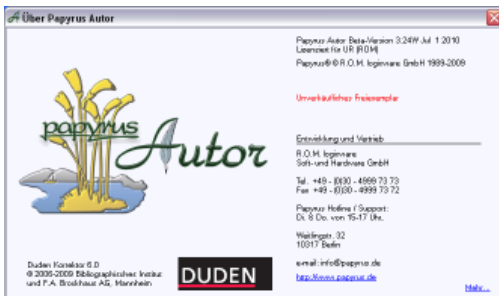 Über Papyrus Autor
Papyrus Autor Beta-Version 3.24W Jul 1 2010
Lizenziert für UR (ROM)
Papyrus® © R.O.M. logicware GmbH 1989-2009
Unverkäufliches Freiexemplar
papyrus
Autor
Entwicklung und Vertrieb
R.O.M. logicware
Soft- und Hardware GmbH
Tel. +49 - (0)30 - 4999 73 73
Fax +49 - (0)30 - 4999 73 72
Papyrus Hotline / Support:
Di. & Do. von 15-17 Uhr.
Weitlingstr. 32
10317 Berlin
e-mail: info@papyrus.de
http://www.papyrus.de
Mehr...
Duden Korrektor 6.0
© 2006-2009 Bibliographisches Institut
und F.A. Brockhaus AG, Mannheim
DUDEN